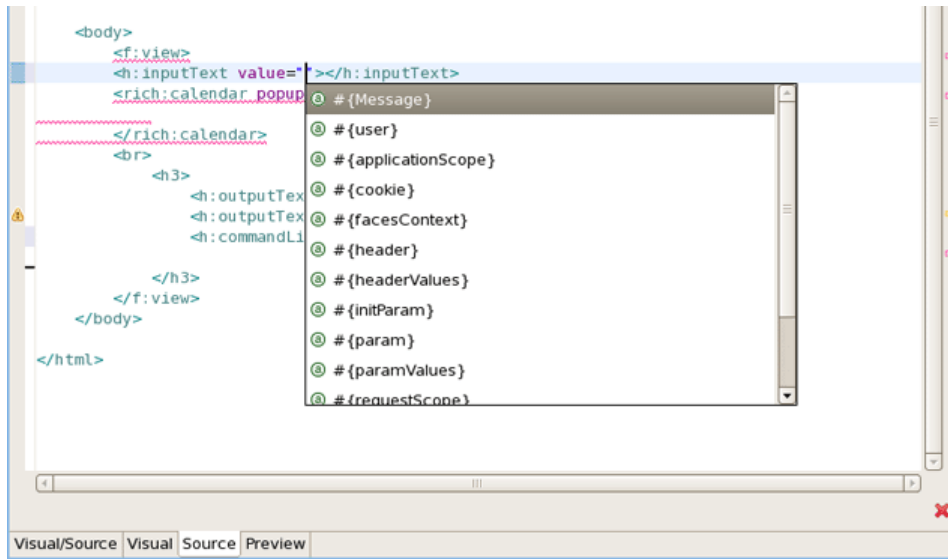 <body>
<f:view>
<h:inputText value=""></h:inputText>
<rich:calendar popup
</rich:calendar>
<br>
<h3>
<h:outputTex
<h:outputTex
<h:commandLi
</h3>
</f:view>
</body>
</html>
#{Message}
#{user}
#{applicationScope}
#{cookie}
#{facesContext}
#{header}
#{headerValues}
#{initParam}
#{param}
#{paramValues}
#{requestScope}
Visual/Source Visual Source Preview